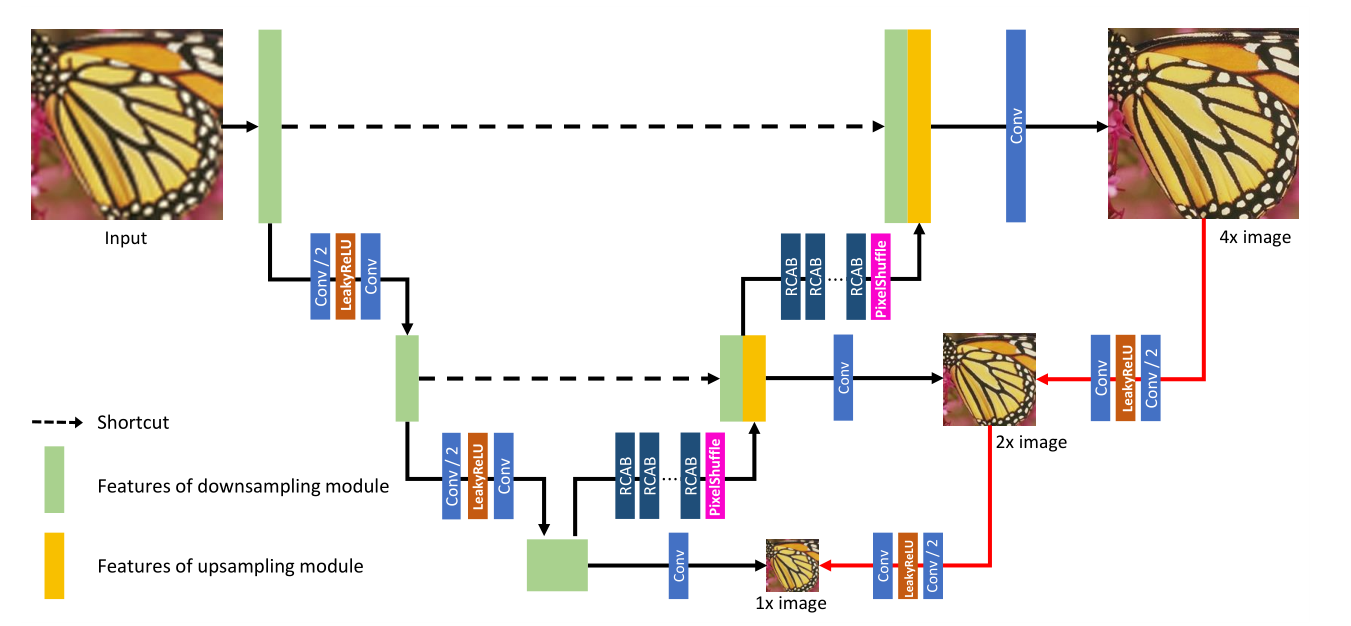 Conv
Input
4x image
Conv / 2
LeakyReLU
Conv
RCAB
RCAB
...
RCAB
PixelShuffle
Conv
Conv
LeakyReLU
Conv / 2
Shortcut
2x image
Conv / 2
LeakyReLU
Conv
RCAB
RCAB
...
RCAB
PixelShuffle
Features of downsampling module
Conv
Conv
LeakyReLU
Conv / 2
Features of upsampling module
1x image